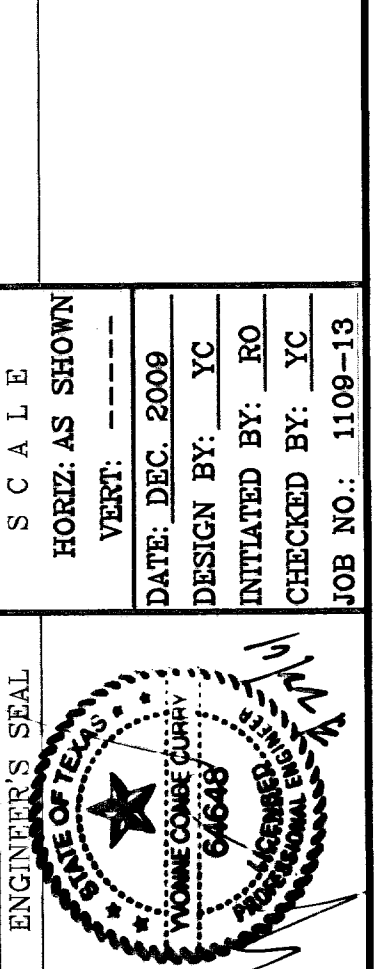 ENGINEER'S SEAL
STATE OF TEXAS
YVONNE COMBE CURRY
64648
LICENSED
PROFESSIONAL ENGINEER
S C A L E
HORIZ: AS SHOWN
VERT: -----
DATE: DEC. 2009
DESIGN BY: YC
INITIATED BY: RO
CHECKED BY: YC
JOB NO.: 1109-13